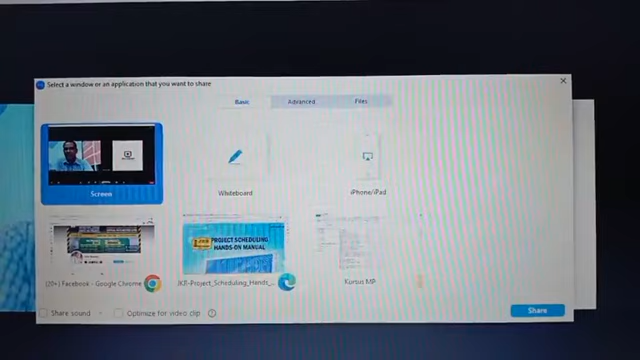 Select a window or an application that you want to share
Basic
Advanced
Files
Screen
Whiteboard
iPhone/iPad
PROJECT SCHEDULING
HANDS-ON MANUAL
(20+) Facebook - Google Chrome
JKR-Project_Scheduling_Hands_...
Kursus MP
Share sound
Optimize for video clip
Share